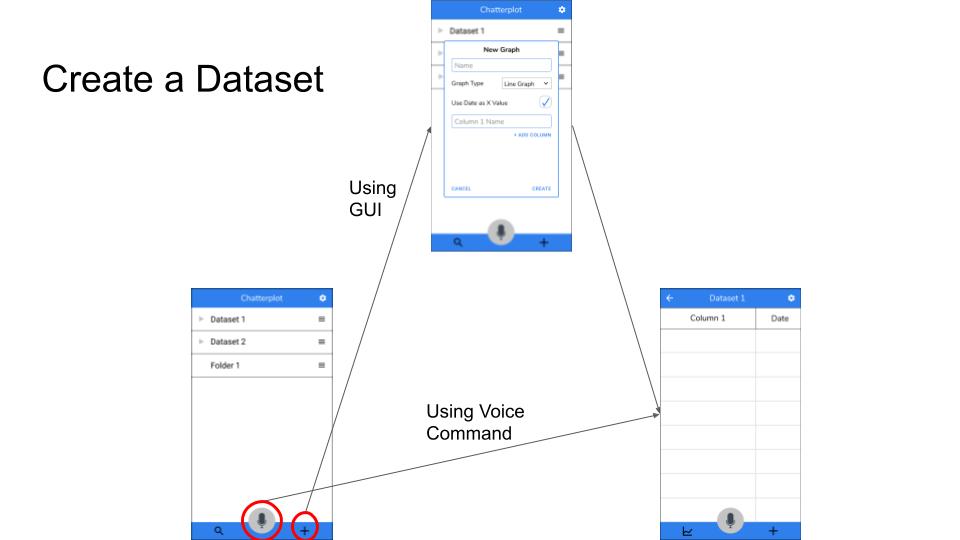 Create a Dataset
Chatterplot
Dataset 1
New Graph
Name
Graph Type
Line Graph
Use Date as X Value
Column 1 Name
+ ADD COLUMN
CANCEL
CREATE
Using
GUI
Chatterplot
Dataset 1
Dataset 2
Folder 1
Using Voice
Command
Dataset 1
Column 1
Date